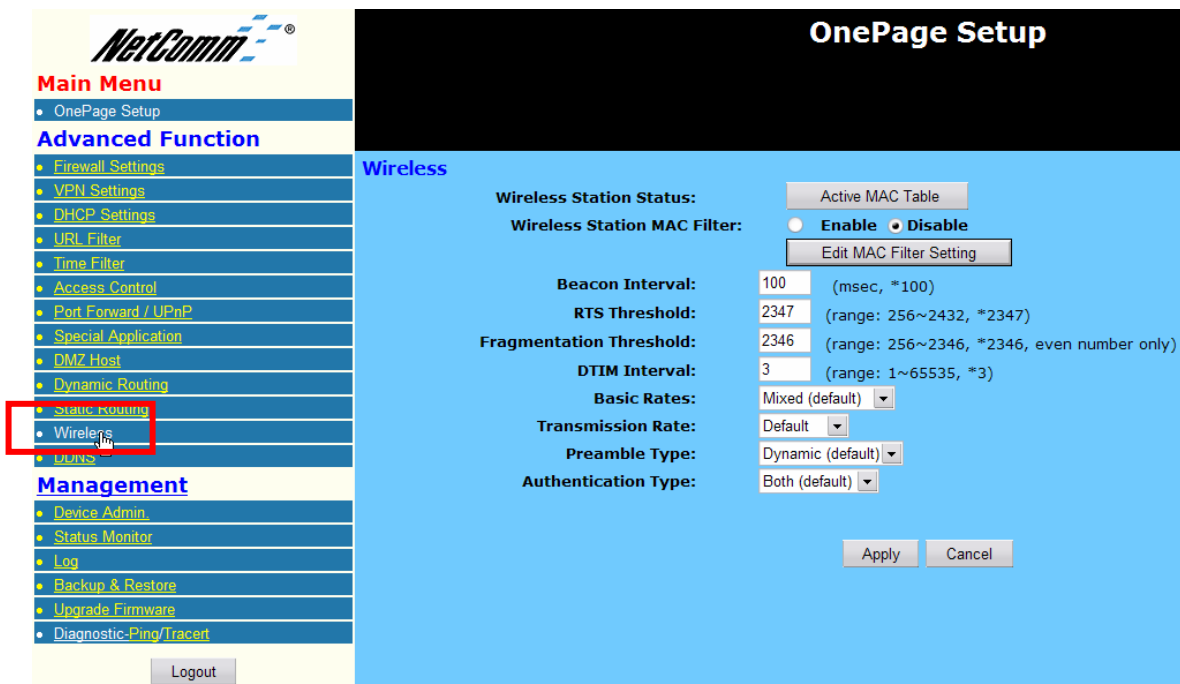 NetComm ®
OnePage Setup
Main Menu
OnePage Setup
Advanced Function
Firewall Settings
VPN Settings
DHCP Settings
URL Filter
Time Filter
Access Control
Port Forward / UPnP
Special Application
DMZ Host
Dynamic Routing
Static Routing
Wireless
DDNS
Management
Device Admin.
Status Monitor
Log
Backup & Restore
Upgrade Firmware
Diagnostic-Ping/Tracert
Logout
Wireless
Wireless Station Status: Active MAC Table
Wireless Station MAC Filter: Enable Disable
Edit MAC Filter Setting
Beacon Interval: 100 (msec, *100)
RTS Threshold: 2347 (range: 256~2432, *2347)
Fragmentation Threshold: 2346 (range: 256~2346, *2346, even number only)
DTIM Interval: 3 (range: 1~65535, *3)
Basic Rates: Mixed (default)
Transmission Rate: Default
Preamble Type: Dynamic (default)
Authentication Type: Both (default)
Apply Cancel